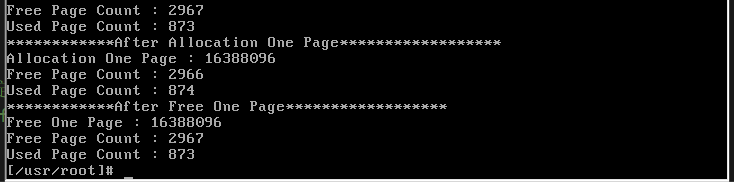 Free Page Count : 2967
Used Page Count : 873
************After Allocation One Page******************
Allocation One Page : 16388096
Free Page Count : 2966
Used Page Count : 874
************After Free One Page******************
Free One Page : 16388096
Free Page Count : 2967
Used Page Count : 873
[/usr/root]# _